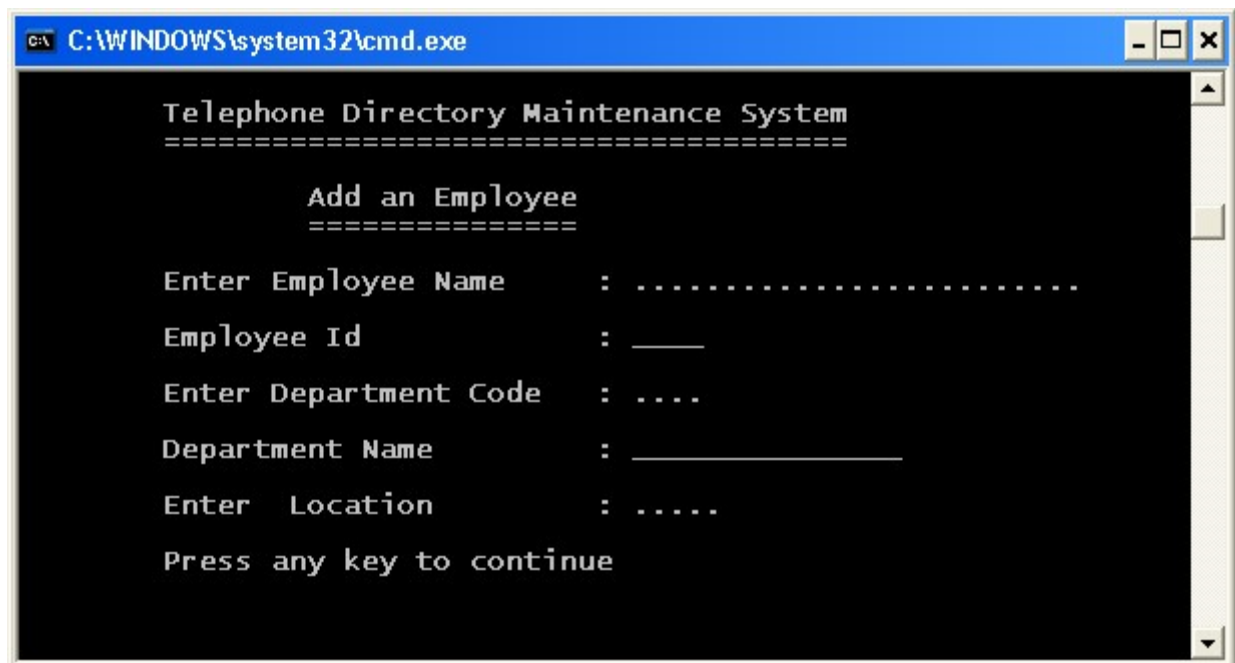 C:\WINDOWS\system32\cmd.exe
Telephone Directory Maintenance System
======================================
Add an Employee
===============
Enter Employee Name : .........................
Employee Id : ____
Enter Department Code : ....
Department Name : _______________
Enter  Location : .....
Press any key to continue